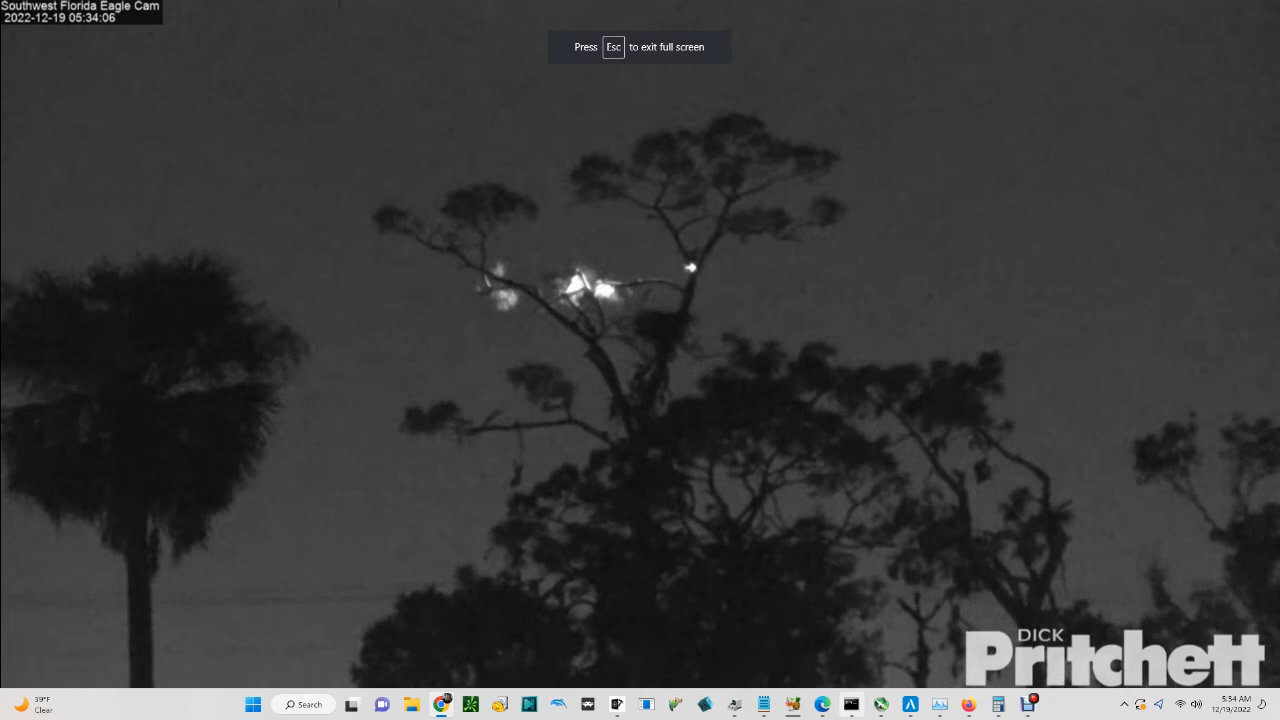 Southwest Florida Eagle Cam
2022-12-19 05:34:06
Press Esc to exit full screen
DICK
Pritchett
39°F
Clear
Search
5:34 AM
12/19/2022